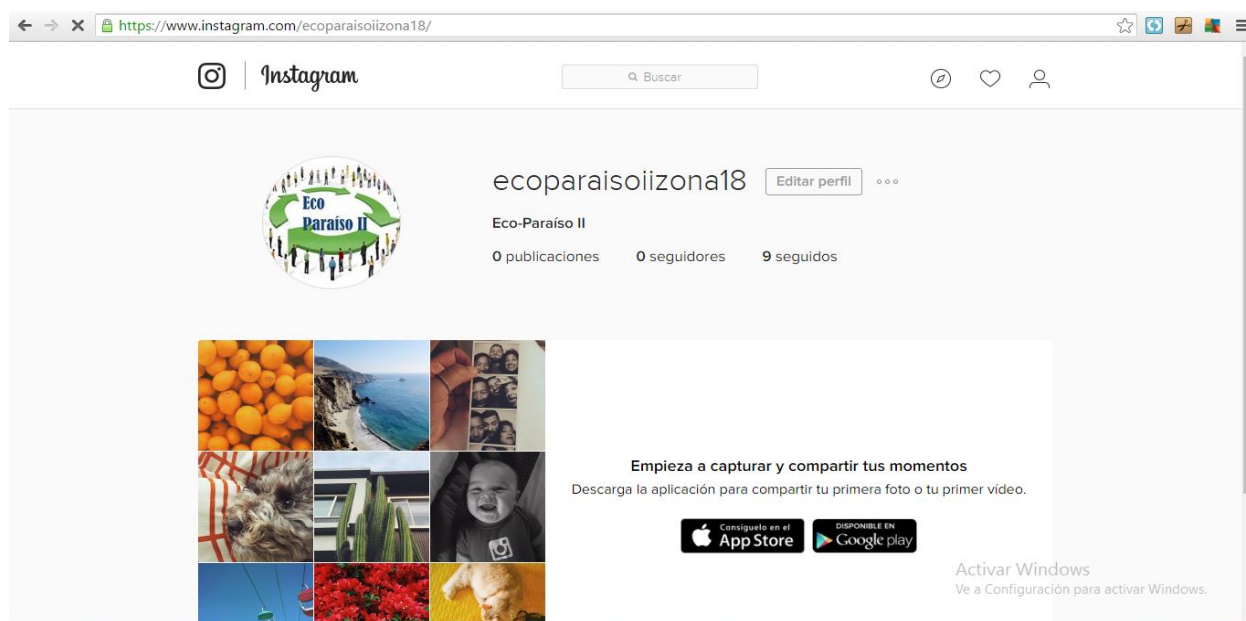 https://www.instagram.com/ecoparaisoiizona18/
Instagram
Buscar
Eco
Paraíso II
ecoparaisoiizona18 Editar perfil
Eco-Paraíso II
0 publicaciones 0 seguidores 9 seguidos
Empieza a capturar y compartir tus momentos
Descarga la aplicación para compartir tu primera foto o tu primer vídeo.
Consíguelo en el
App Store
DISPONIBLE EN
Google play
Activar Windows
Ve a Configuración para activar Windows.